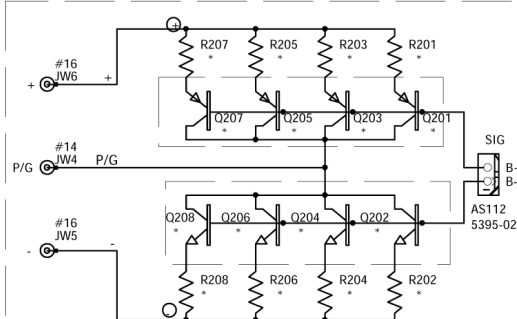 +
R207 R205 R203 R201
* * * *
#16
JW6
+ +
Q207 Q205 Q203 Q201
* * * *
SIG
#14
JW4
P/G P/G
B-
B-
AS112
5395-02
Q208 Q206 Q204 Q202
* * * *
#16
JW5
- -
R208 R206 R204 R202
* * * *
-